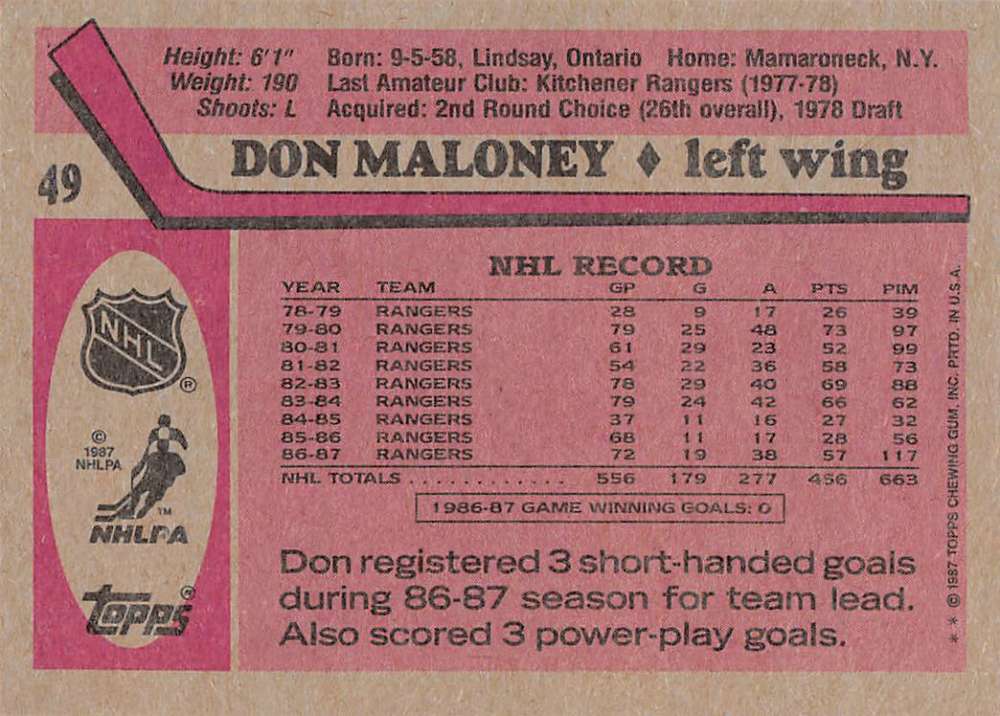 Height: 6'1" Born: 9-5-58, Lindsay, Ontario Home: Mamaroneck, N.Y.
Weight: 190 Last Amateur Club: Kitchener Rangers (1977-78)
Shoots: L Acquired: 2nd Round Choice (26th overall), 1978 Draft
49
DON MALONEY ♦ left wing
NHL RECORD
YEAR TEAM GP G A PTS PIM
78-79 RANGERS 28 9 17 26 39
79-80 RANGERS 79 25 48 73 97
80-81 RANGERS 61 29 23 52 99
81-82 RANGERS 54 22 36 58 73
82-83 RANGERS 78 29 40 69 88
83-84 RANGERS 79 24 42 66 62
84-85 RANGERS 37 11 16 27 32
85-86 RANGERS 68 11 17 28 56
86-87 RANGERS 72 19 38 57 117
NHL TOTALS . . . . . . . . . . . . . 556 179 277 456 663
1986-87 GAME WINNING GOALS: 0
Don registered 3 short-handed goals
during 86-87 season for team lead.
Also scored 3 power-play goals.
NHL
®
©
1987
NHLPA
TM
NHLPA
topps®
* * © 1987 TOPPS CHEWING GUM, INC. PRTD. IN U.S.A.